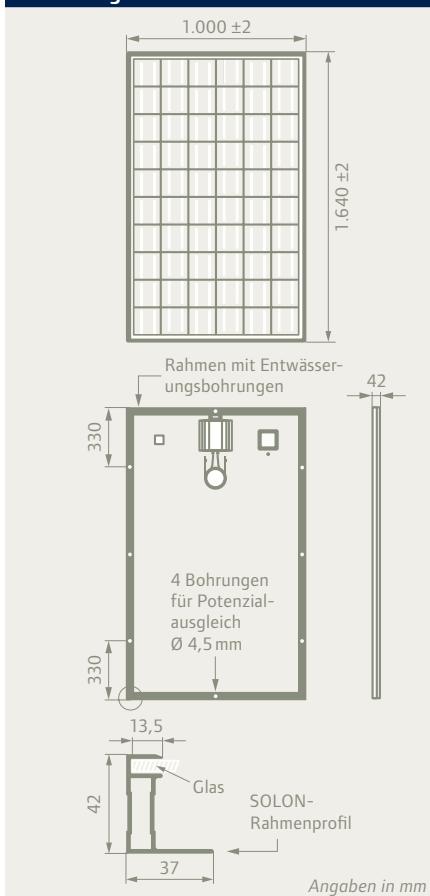 1.000 ±2
1.640 ±2
Rahmen mit Entwässer-
ungsbohrungen
42
330
4 Bohrungen
für Potenzial-
ausgleich
Ø 4,5 mm
330
13,5
Glas
42
SOLON-
Rahmenprofil
37
Angaben in mm